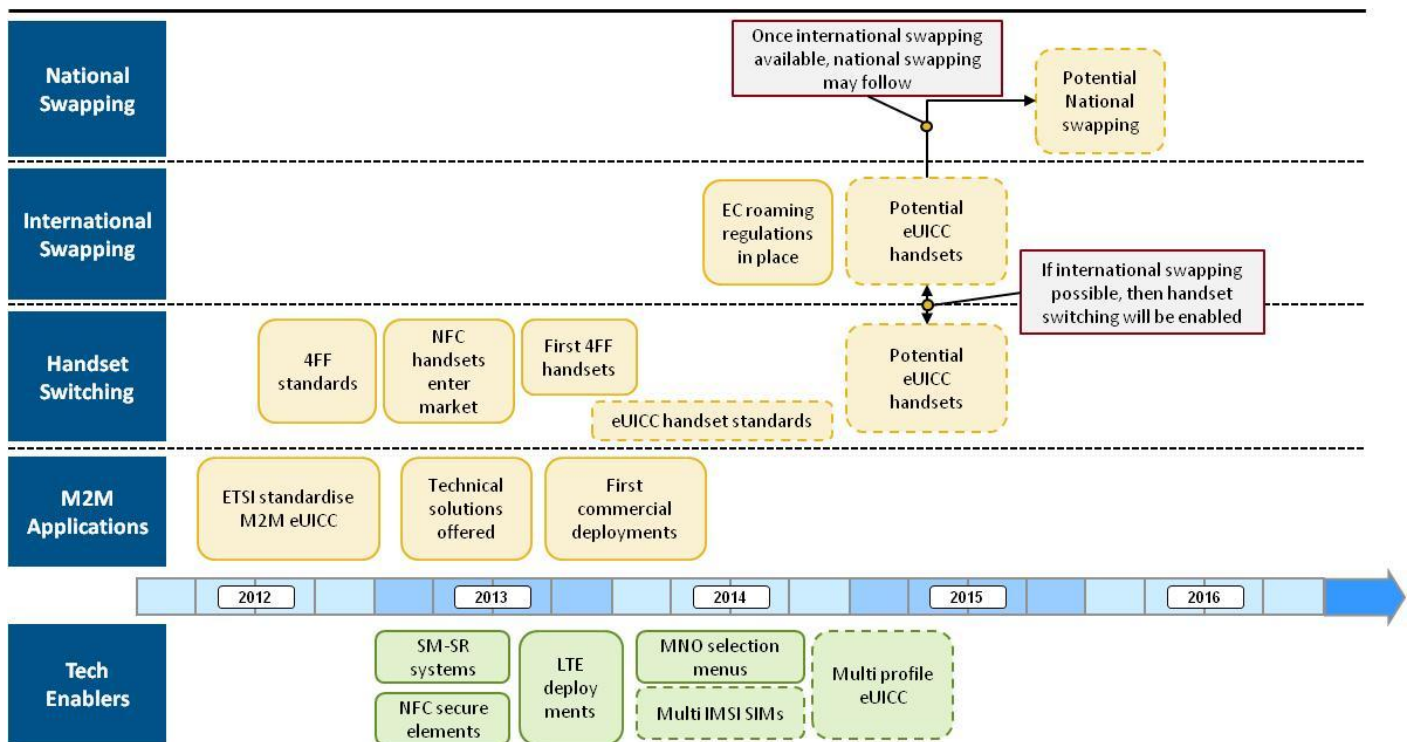 National
Swapping
Once international swapping
available, national swapping
may follow
Potential
National
swapping
International
Swapping
EC roaming
regulations
in place
Potential
eUICC
handsets
If international swapping
possible, then handset
switching will be enabled
Handset
Switching
4FF
standards
NFC
handsets
enter
market
First 4FF
handsets
eUICC handset standards
Potential
eUICC
handsets
M2M
Applications
ETSI standardise
M2M eUICC
Technical
solutions
offered
First
commercial
deployments
2012
2013
2014
2015
2016
Tech
Enablers
SM-SR
systems
NFC secure
elements
LTE
deploy
ments
MNO selection
menus
Multi IMSI SIMs
Multi profile
eUICC